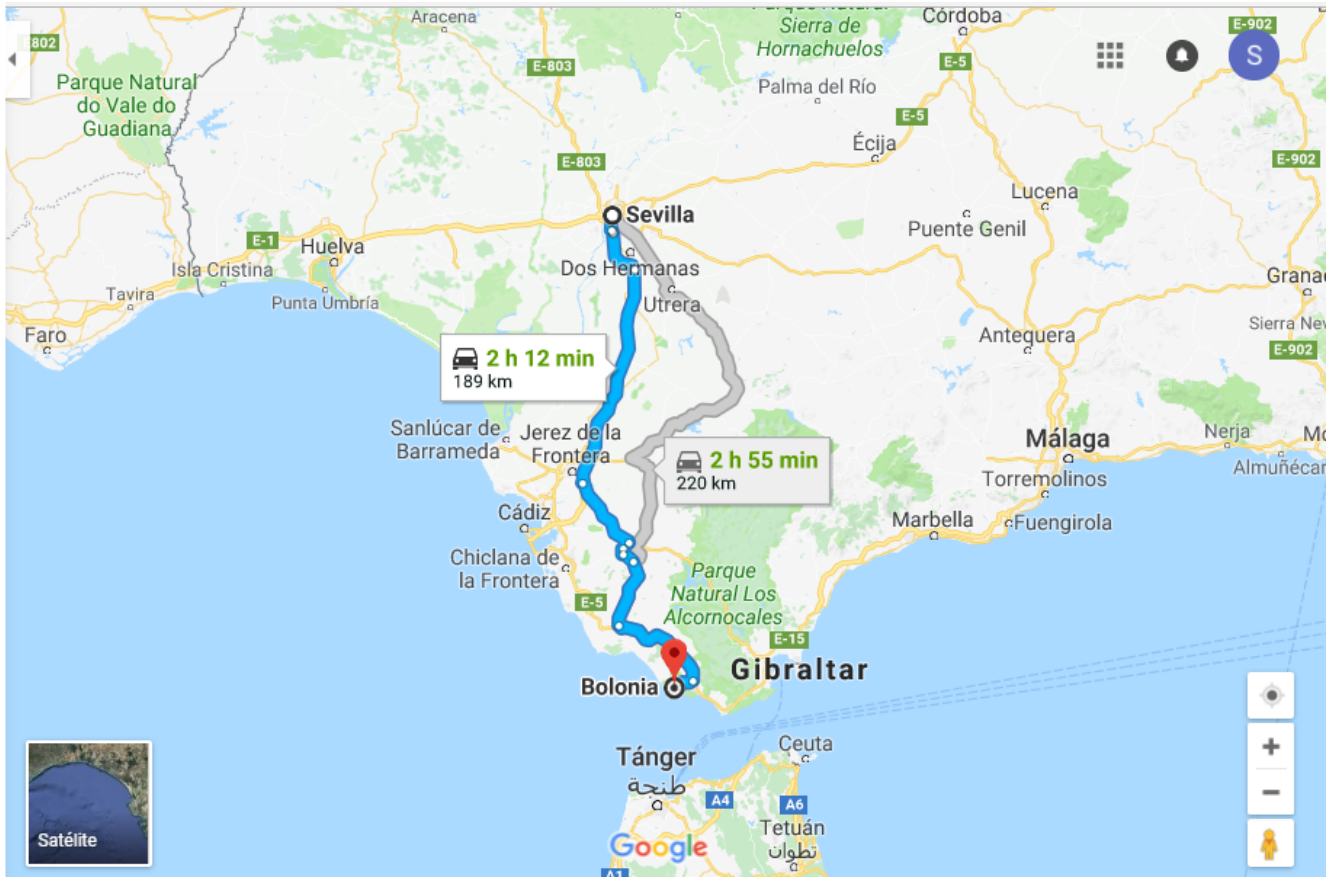 Aracena
Parque Natural
Sierra de
Hornachuelos
Córdoba
E-902
E802
S
E-803
E-5
Parque Natural
do Vale do
Guadiana
Palma del Río
E-5
Écija
E-803
E-902
Lucena
Sevilla
Puente Genil
E-1
Huelva
Isla Cristina
Dos Hermanas
Tavira
Punta Umbría
Utrera
Faro
Antequera
Sierra Nev
E-902
2 h 12 min
189 km
Sanlúcar de
Barrameda
Jerez de la
Frontera
Málaga
Nerja
2 h 55 min
220 km
Torremolinos
Almuñécar
Cádiz
Marbella
Fuengirola
Chiclana de
la Frontera
Parque
Natural Los
Alcornocales
E-5
E-15
Gibraltar
Bolonia
Tánger
طنجة
Ceuta
A4
A6
Tetuán
تطوان
Google
A1
Satélite